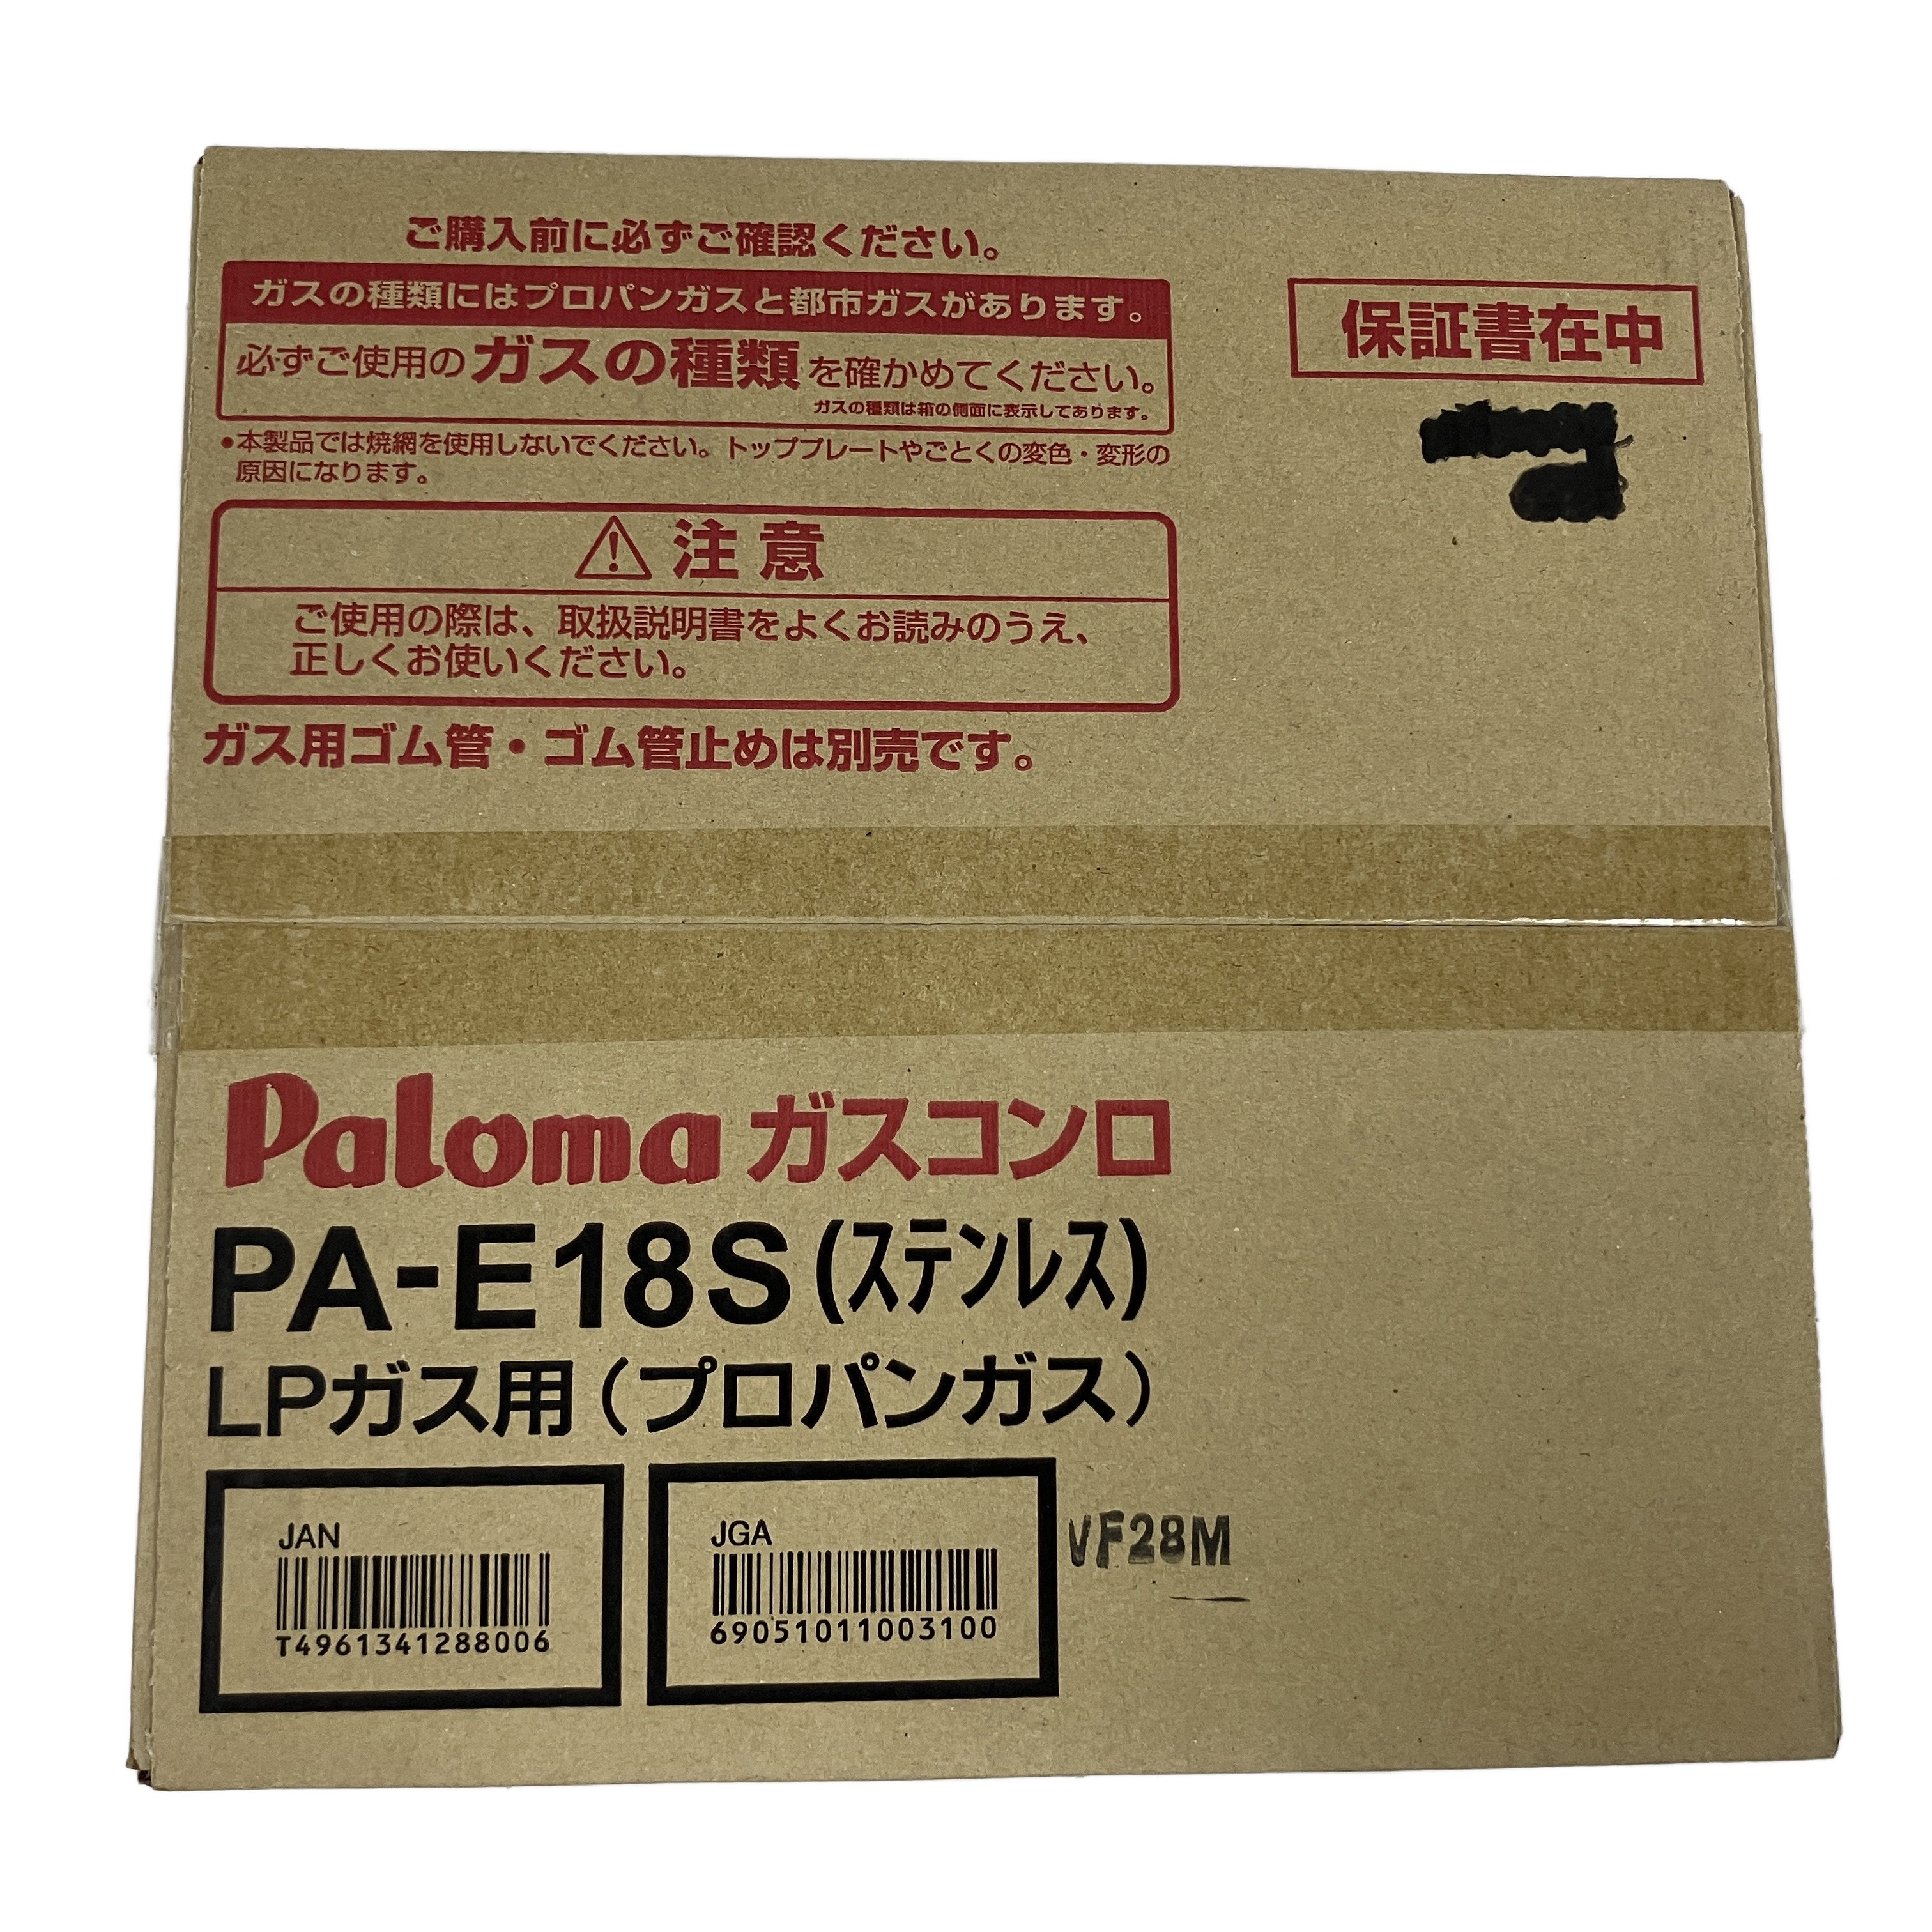 ご購入前に必ずご確認ください。
ガスの種類にはプロパンガスと都市ガスがあります。
必ずご使用のガスの種類を確かめてください。
ガスの種類は箱の側面に表示してあります。
•本製品では焼網を使用しないでください。トッププレートやごとくの変色・変形の
原因になります。
注意
ご使用の際は、取扱説明書をよくお読みのうえ、
正しくお使いください。
ガス用ゴム管・ゴム管止めは別売です。
保証書在中
Paloma ガスコンロ
PA-E18S(ステンレス)
LPガス用(プロパンガス)
JAN
T4961341288006
JGA
69051011003100
VF28M